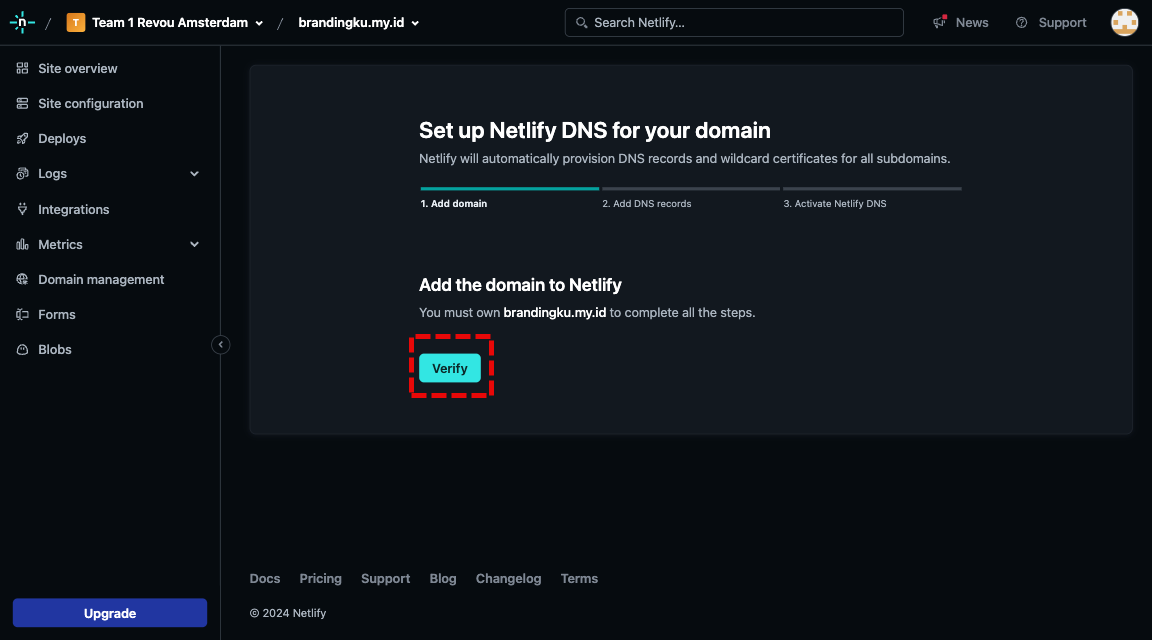 / T Team 1 Revou Amsterdam / brandingku.my.id Search Netlify... News Support
Site overview
Site configuration
Deploys
Logs
Integrations
Metrics
Domain management
Forms
Blobs
Upgrade
Set up Netlify DNS for your domain
Netlify will automatically provision DNS records and wildcard certificates for all subdomains.
1. Add domain 2. Add DNS records 3. Activate Netlify DNS
Add the domain to Netlify
You must own brandingku.my.id to complete all the steps.
Verify
Docs Pricing Support Blog Changelog Terms
© 2024 Netlify